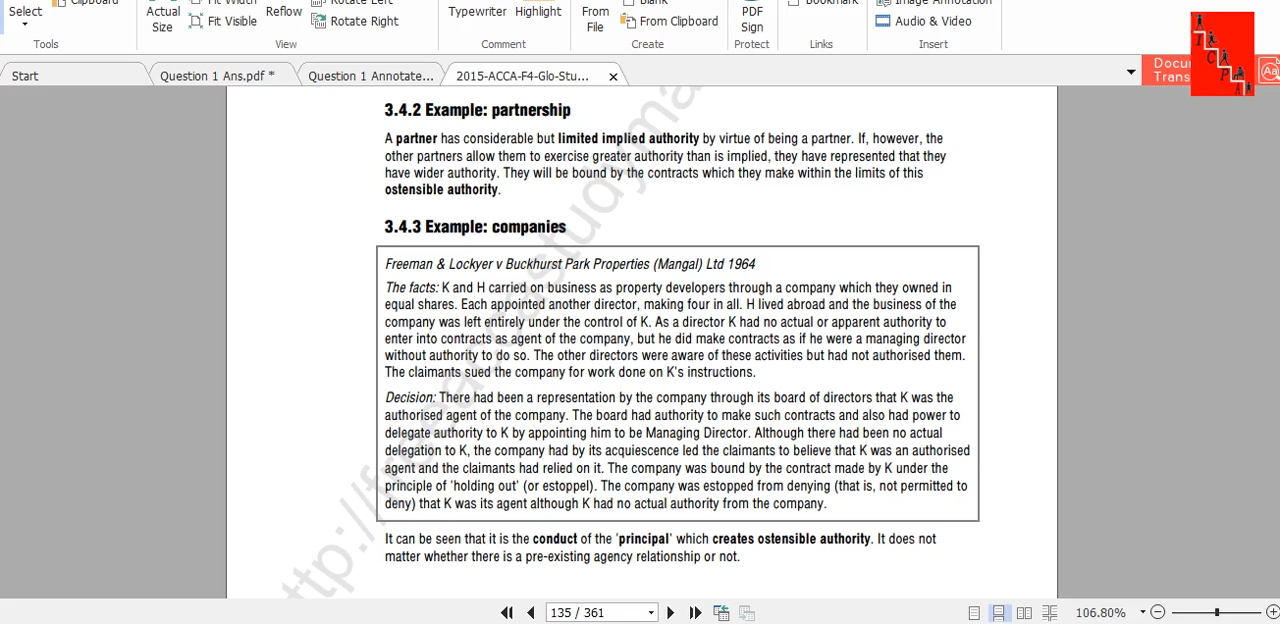 Select
Clipboard
Tools
Actual
Size
Fit Width
Fit Visible
Reflow
Rotate Left
Rotate Right
View
Typewriter
Highlight
Comment
From
File
Blank
From Clipboard
Create
PDF
Sign
Protect
Bookmark
Links
Image Annotation
Audio & Video
Insert
I
C
P
A
Start
Question 1 Ans.pdf *
Question 1 Annotate...
2015-ACCA-F4-Glo-Stu...
Docu
Trans
Aa
3.4.2 Example: partnership
A partner has considerable but limited implied authority by virtue of being a partner. If, however, the
other partners allow them to exercise greater authority than is implied, they have represented that they
have wider authority. They will be bound by the contracts which they make within the limits of this
ostensible authority.
3.4.3 Example: companies
Freeman & Lockyer v Buckhurst Park Properties (Mangal) Ltd 1964
The facts: K and H carried on business as property developers through a company which they owned in
equal shares. Each appointed another director, making four in all. H lived abroad and the business of the
company was left entirely under the control of K. As a director K had no actual or apparent authority to
enter into contracts as agent of the company, but he did make contracts as if he were a managing director
without authority to do so. The other directors were aware of these activities but had not authorised them.
The claimants sued the company for work done on K's instructions.
Decision: There had been a representation by the company through its board of directors that K was the
authorised agent of the company. The board had authority to make such contracts and also had power to
delegate authority to K by appointing him to be Managing Director. Although there had been no actual
delegation to K, the company had by its acquiescence led the claimants to believe that K was an authorised
agent and the claimants had relied on it. The company was bound by the contract made by K under the
principle of 'holding out' (or estoppel). The company was estopped from denying (that is, not permitted to
deny) that K was its agent although K had no actual authority from the company.
It can be seen that it is the conduct of the 'principal' which creates ostensible authority. It does not
matter whether there is a pre-existing agency relationship or not.
ttp://freeaccastudyma
135 / 361
106.80%